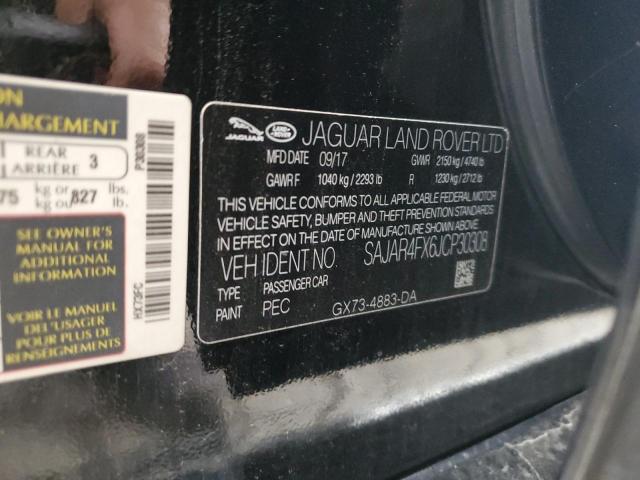 ON
HARGEMENT
REAR 3
ARRIÈRE
75 kg or 827 lbs.
kg ou lb.
SEE OWNER'S
MANUAL FOR
ADDITIONAL
INFORMATION
VOIR LE MANUEL
DE L'USAGER
POUR PLUS DE
RENSEIGNEMENTS
P30308
HX73FC
JAGUAR LAND ROVER JAGUAR LAND ROVER LTD
MFD DATE 09/17 GVWR 2150 kg / 4740 lb
GAWR F 1040 kg / 2293 lb R 1230 kg / 2712 lb
THIS VEHICLE CONFORMS TO ALL APPLICABLE FEDERAL MOTOR
VEHICLE SAFETY, BUMPER AND THEFT PREVENTION STANDARDS
IN EFFECT ON THE DATE OF MANUFACTURE SHOWN ABOVE.
VEH IDENT NO. SAJAR4FX6JCP30308
TYPE PASSENGER CAR
PAINT PEC GX73-4883-DA